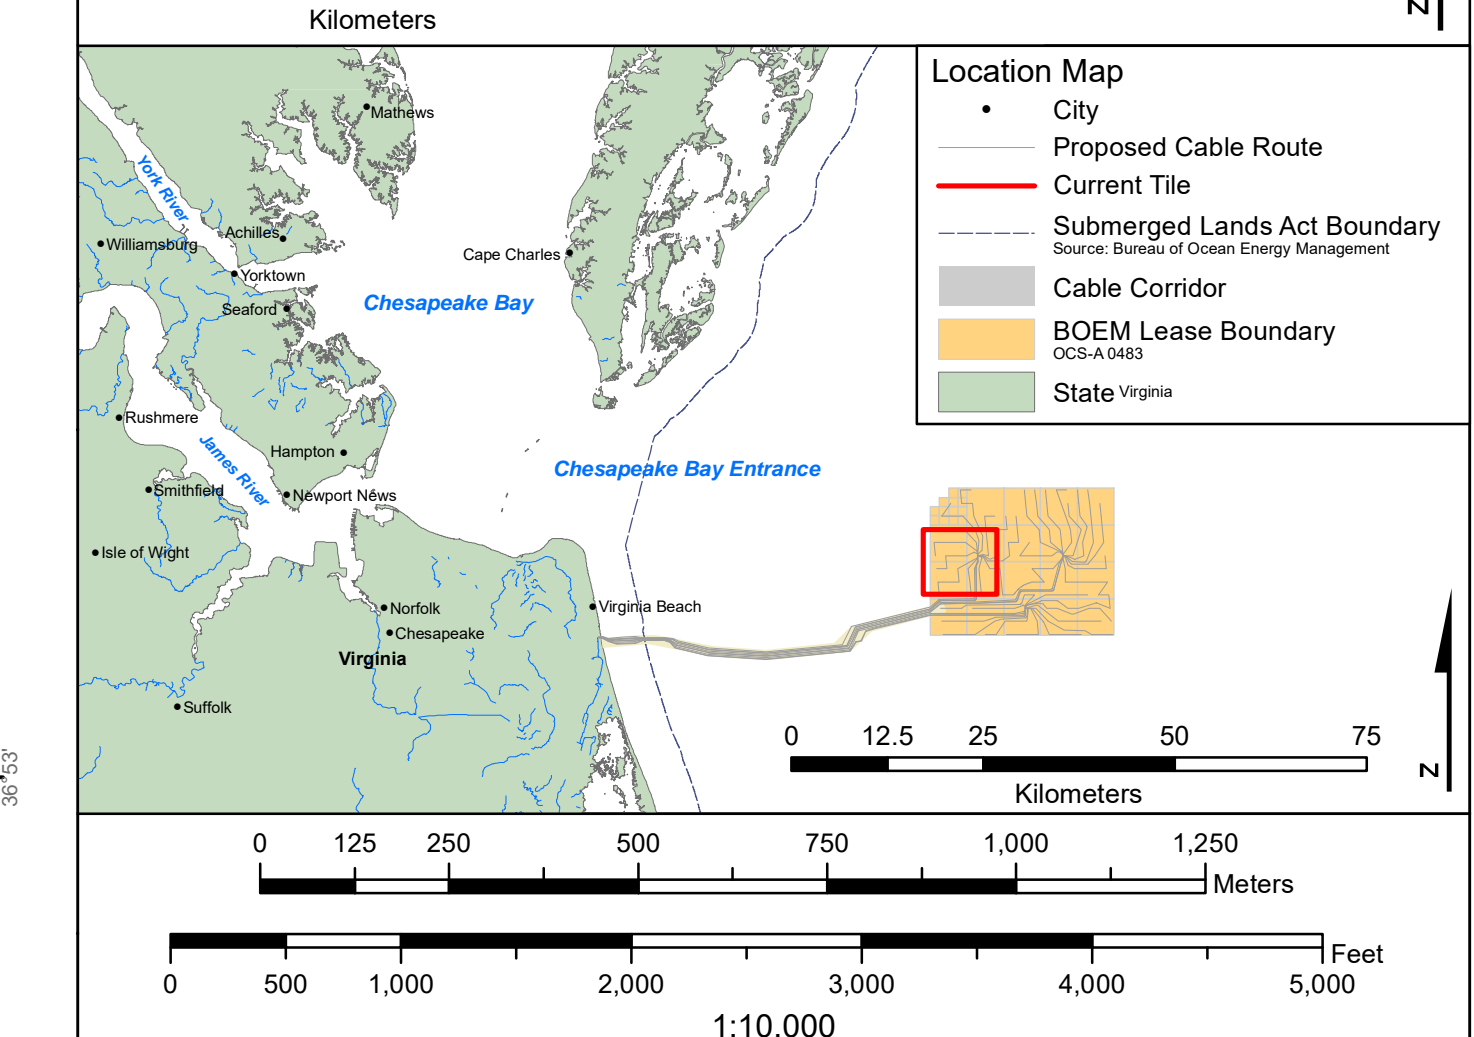 Kilometers
N
Location Map
City
Proposed Cable Route
Current Tile
Submerged Lands Act Boundary
Source: Bureau of Ocean Energy Management
Cable Corridor
BOEM Lease Boundary
OCS-A 0483
State Virginia
Mathews
York River
Achilles
Williamsburg
Cape Charles
Yorktown
Chesapeake Bay
Seaford
Rushmere
James River
Hampton
Chesapeake Bay Entrance
Smithfield
Newport News
Isle of Wight
Norfolk
Virginia Beach
Chesapeake
Virginia
Suffolk
0 12.5 25 50 75
Kilometers
N
36°53'
0 125 250 500 750 1,000 1,250
Meters
Feet
0 500 1,000 2,000 3,000 4,000 5,000
1:10,000